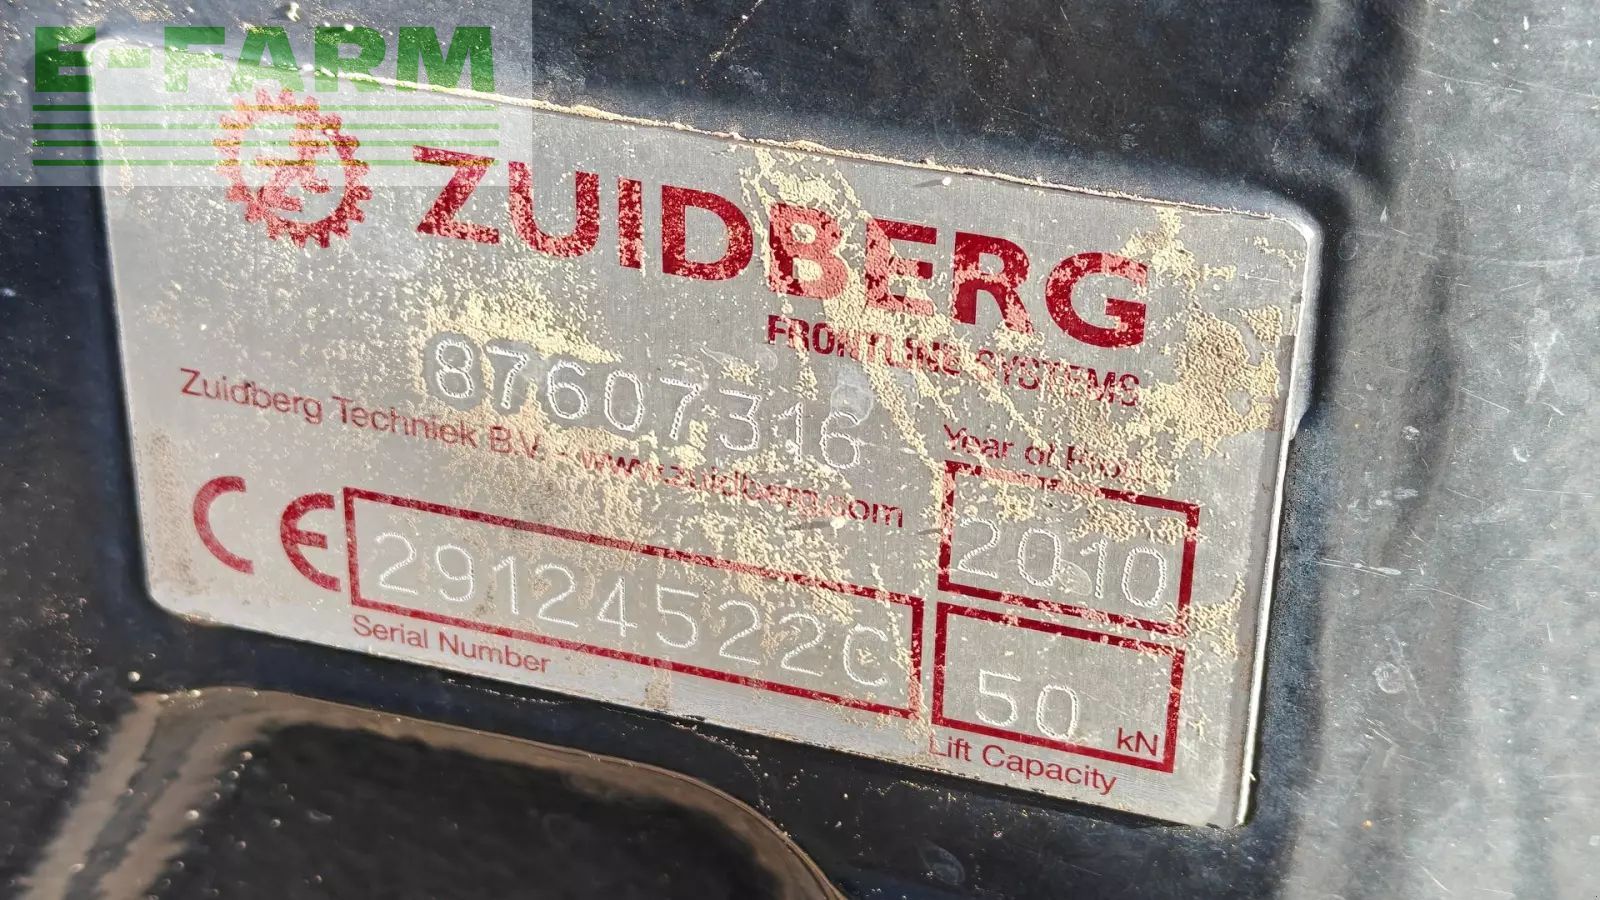 E-FARM
ZUIDBERG
FRONTLINE SYSTEMS
87607316
Zuidberg Techniek B.V. - www.zuidberg.com
Year of
2010
CE
29124522C
Serial Number
50 kN
Lift Capacity